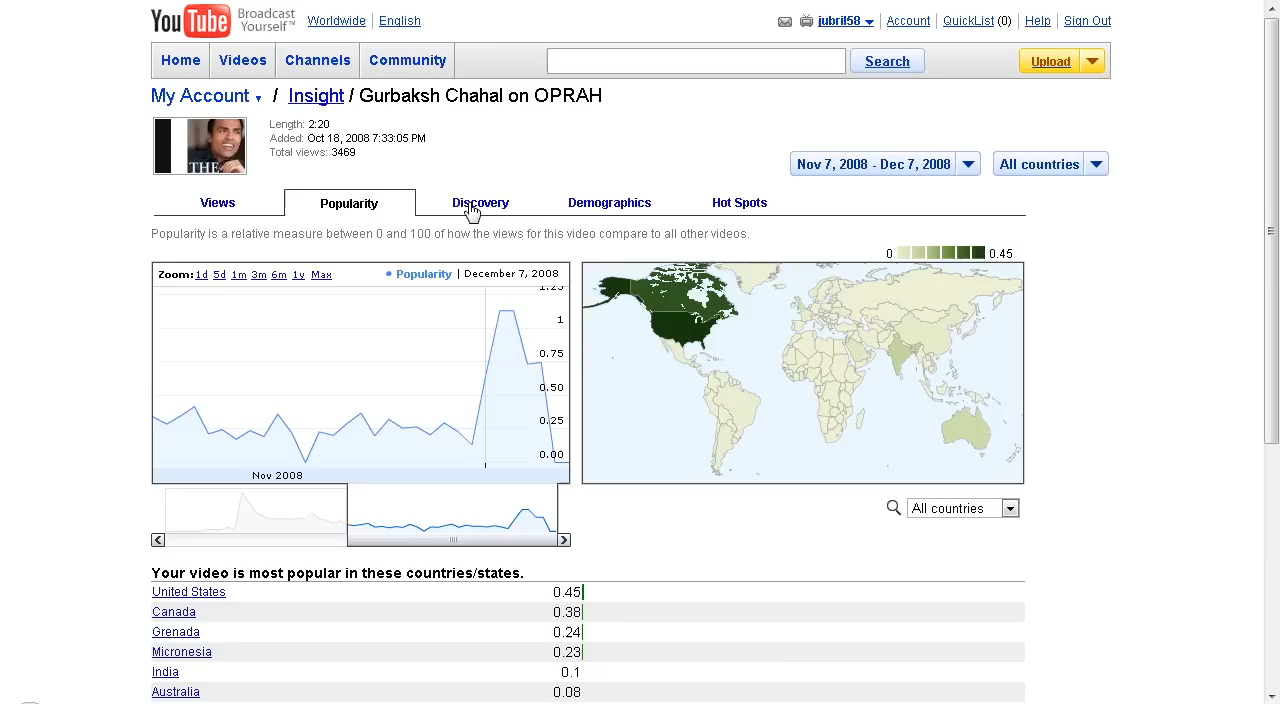 YouTube Broadcast Yourself™ Worldwide English jubril58 Account QuickList (0) Help Sign Out
Home Videos Channels Community Search Upload
My Account / Insight / Gurbaksh Chahal on OPRAH
THE
Length: 2:20
Added: Oct 18, 2008 7:33:05 PM
Total views: 3469
Nov 7, 2008 - Dec 7, 2008 All countries
Views Popularity Discovery Demographics Hot Spots
Popularity is a relative measure between 0 and 100 of how the views for this video compare to all other videos.
0 0.45
Zoom: 1d 5d 1m 3m 6m 1y Max Popularity | December 7, 2008
1.25
1
0.75
0.50
0.25
0.00
Nov 2008
All countries
Your video is most popular in these countries/states.
United States 0.45
Canada 0.38
Grenada 0.24
Micronesia 0.23
India 0.1
Australia 0.08